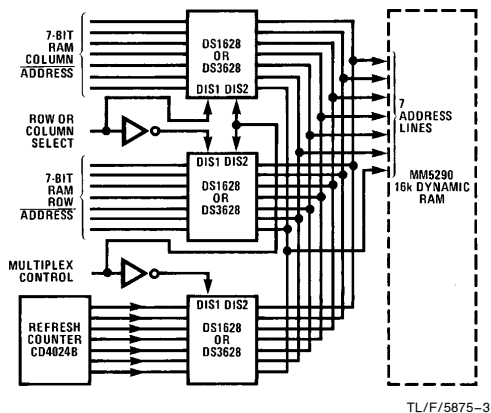 7-BIT
RAM
COLUMN
ADDRESS
DS1628
OR
DS3628
DIS1 DIS2
ROW OR
COLUMN
SELECT
DIS1 DIS2
7-BIT
RAM
ROW
ADDRESS
DS1628
OR
DS3628
MULTIPLEX
CONTROL
DIS1 DIS2
REFRESH
COUNTER
CD4024B
DS1628
OR
DS3628
7
ADDRESS
LINES
MM5290
16k DYNAMIC
RAM
TL/F/5875–3